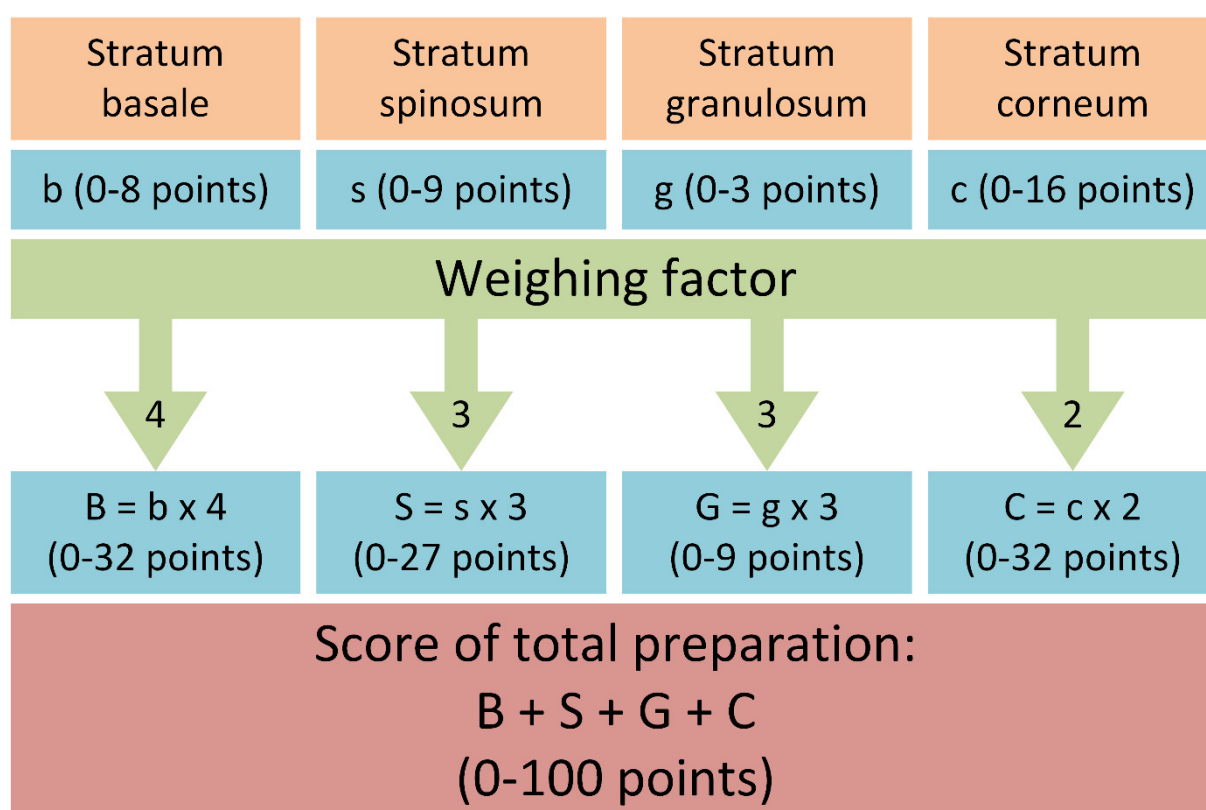 Stratum
basale
Stratum
spinosum
Stratum
granulosum
Stratum
corneum
b (0-8 points)
s (0-9 points)
g (0-3 points)
c (0-16 points)
Weighing factor
4
3
3
2
B = b x 4
(0-32 points)
S = s x 3
(0-27 points)
G = g x 3
(0-9 points)
C = c x 2
(0-32 points)
Score of total preparation:
B + S + G + C
(0-100 points)